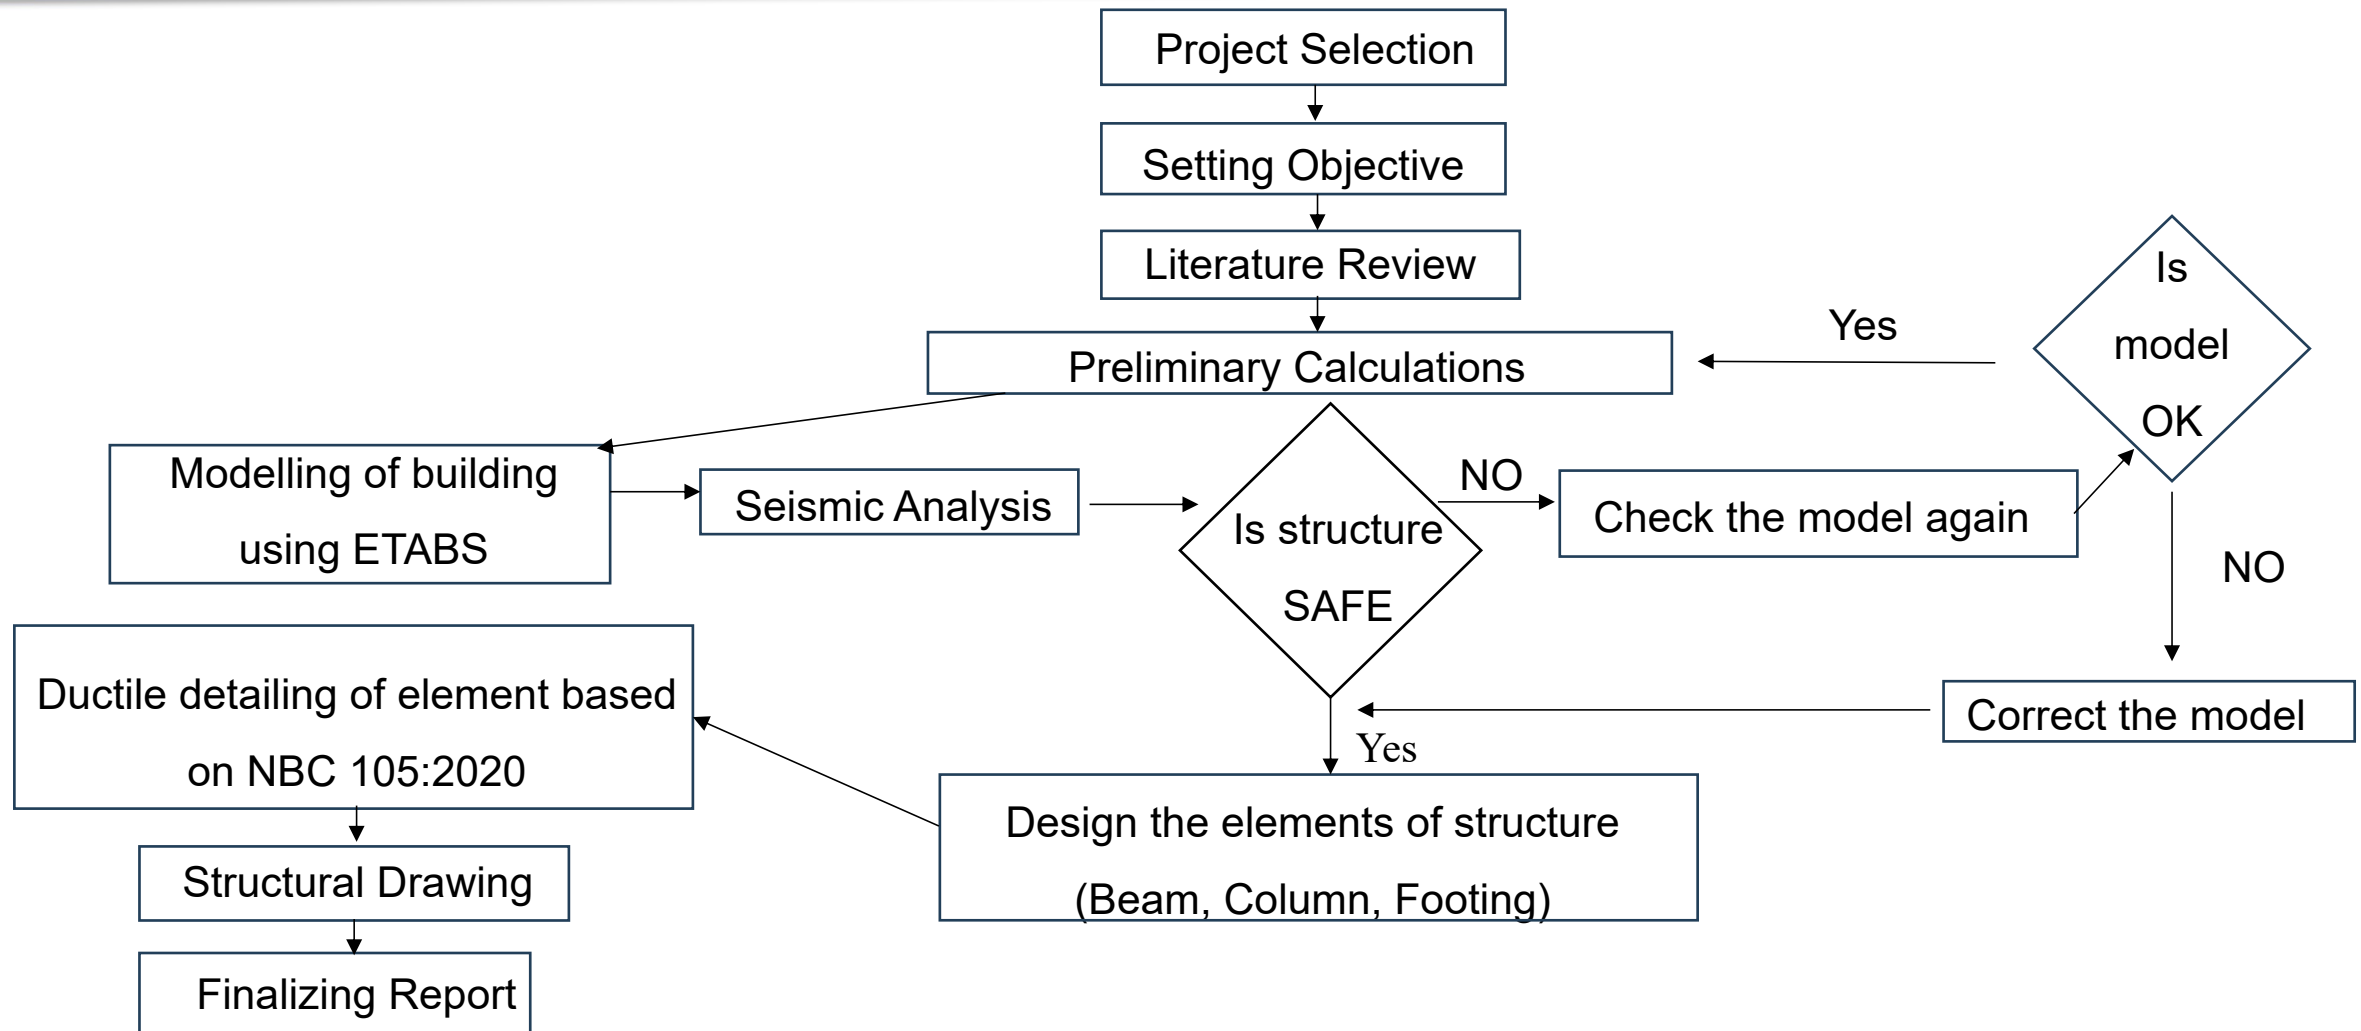 Project Selection
Setting Objective
Literature Review
Preliminary Calculations
Yes
Is
model
OK
Modelling of building
using ETABS
Seismic Analysis
Is structure
SAFE
NO
Check the model again
NO
Correct the model
Yes
Design the elements of structure
(Beam, Column, Footing)
Ductile detailing of element based
on NBC 105:2020
Structural Drawing
Finalizing Report